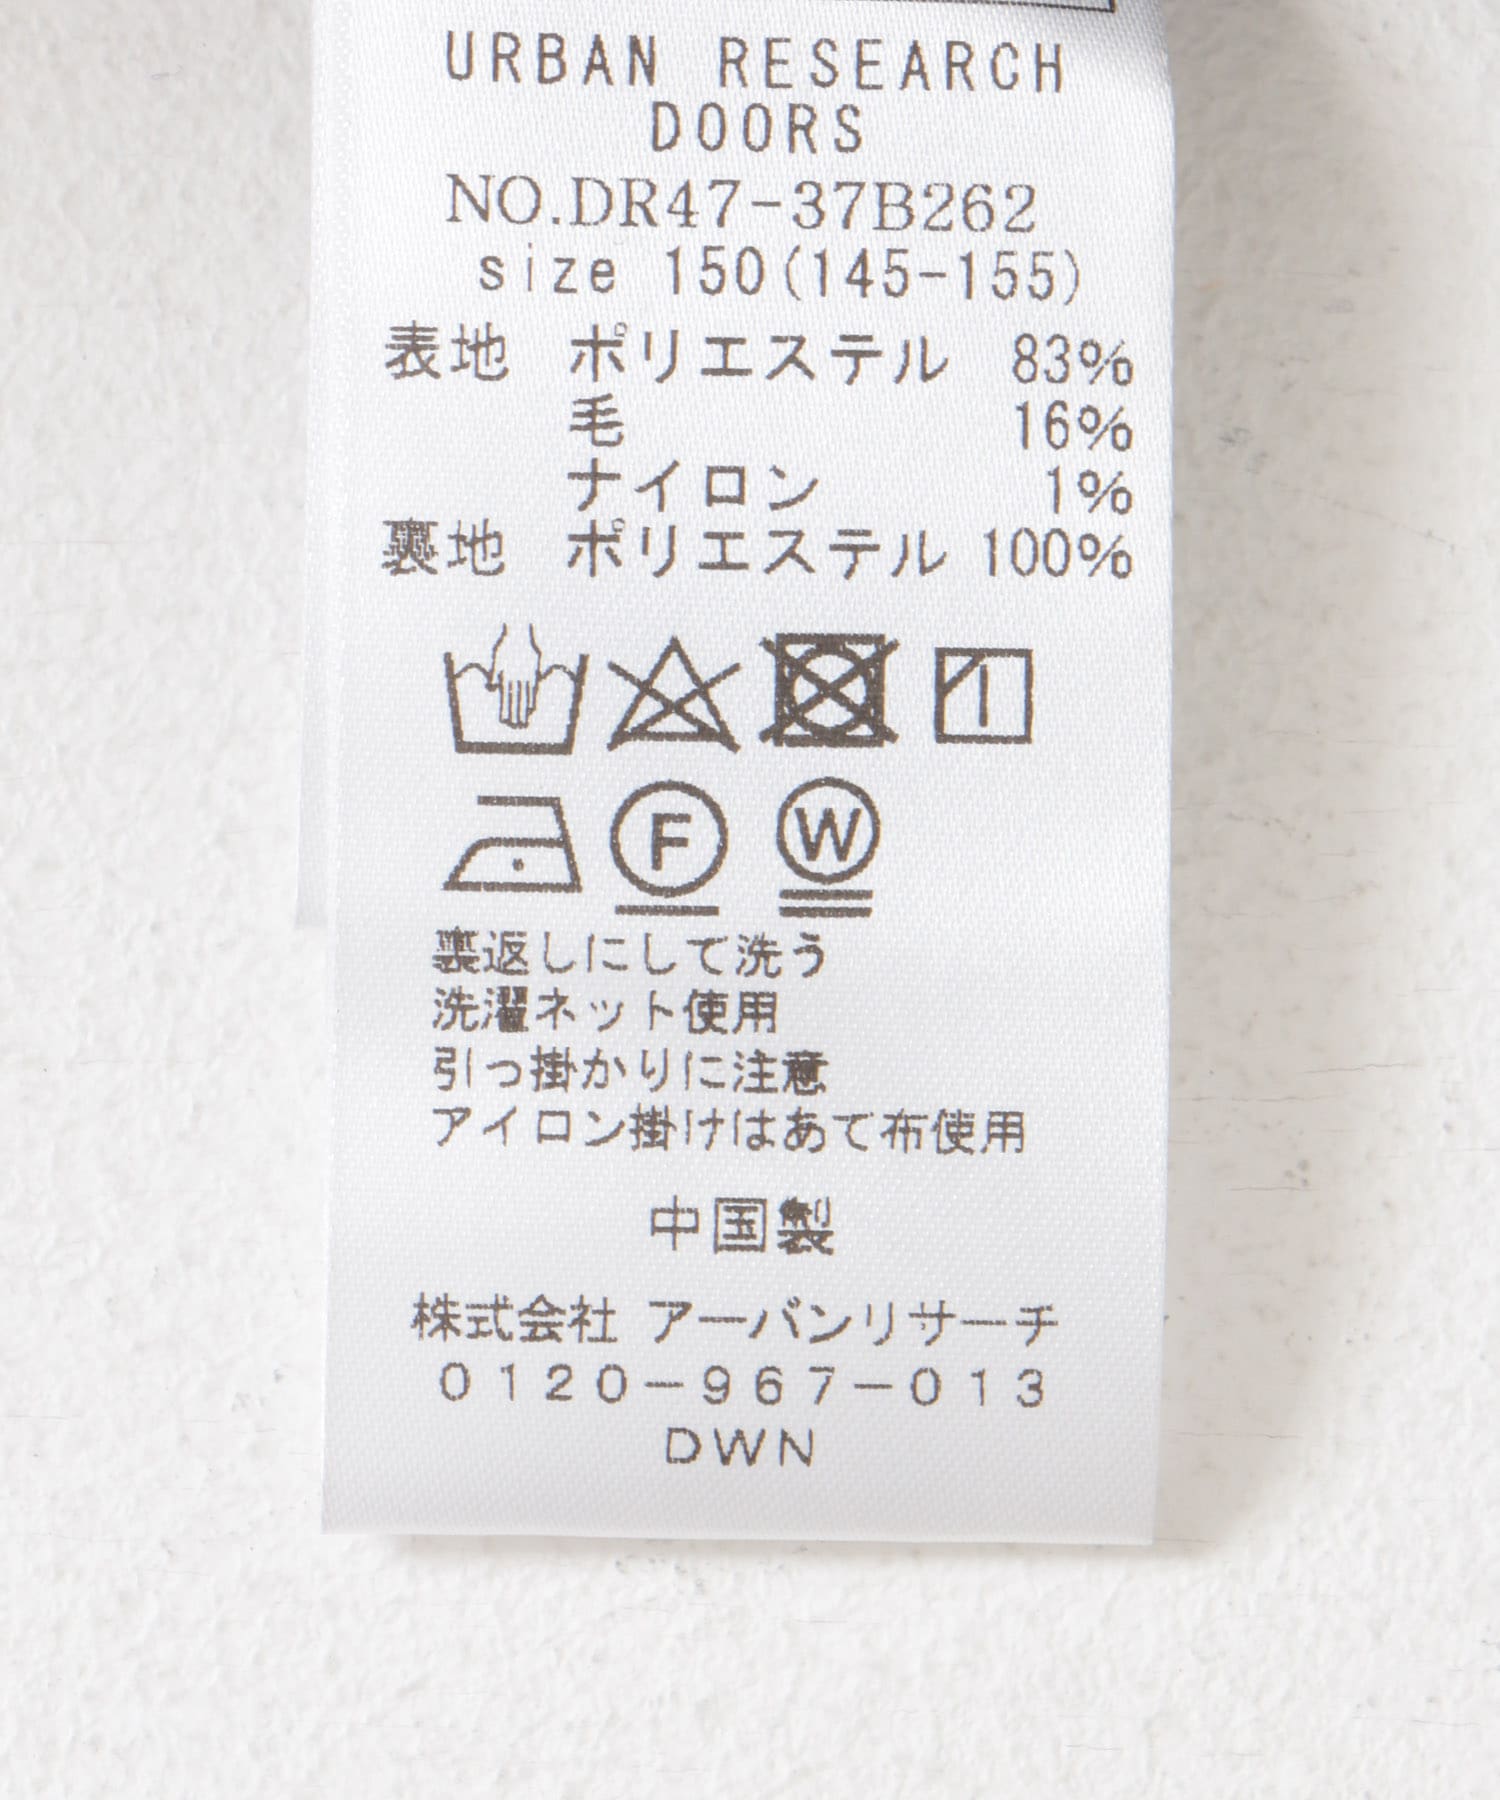 URBAN RESEARCH
DOORS
NO.DR47-37B262
size 150(145-155)
表地 ポリエステル 83%
毛 16%
ナイロン 1%
裏地 ポリエステル 100%
F W
裏返しにして洗う
洗濯ネット使用
引っ掛かりに注意
アイロン掛けはあて布使用
中国製
株式会社 アーバンリサーチ
0120-967-013
DWN